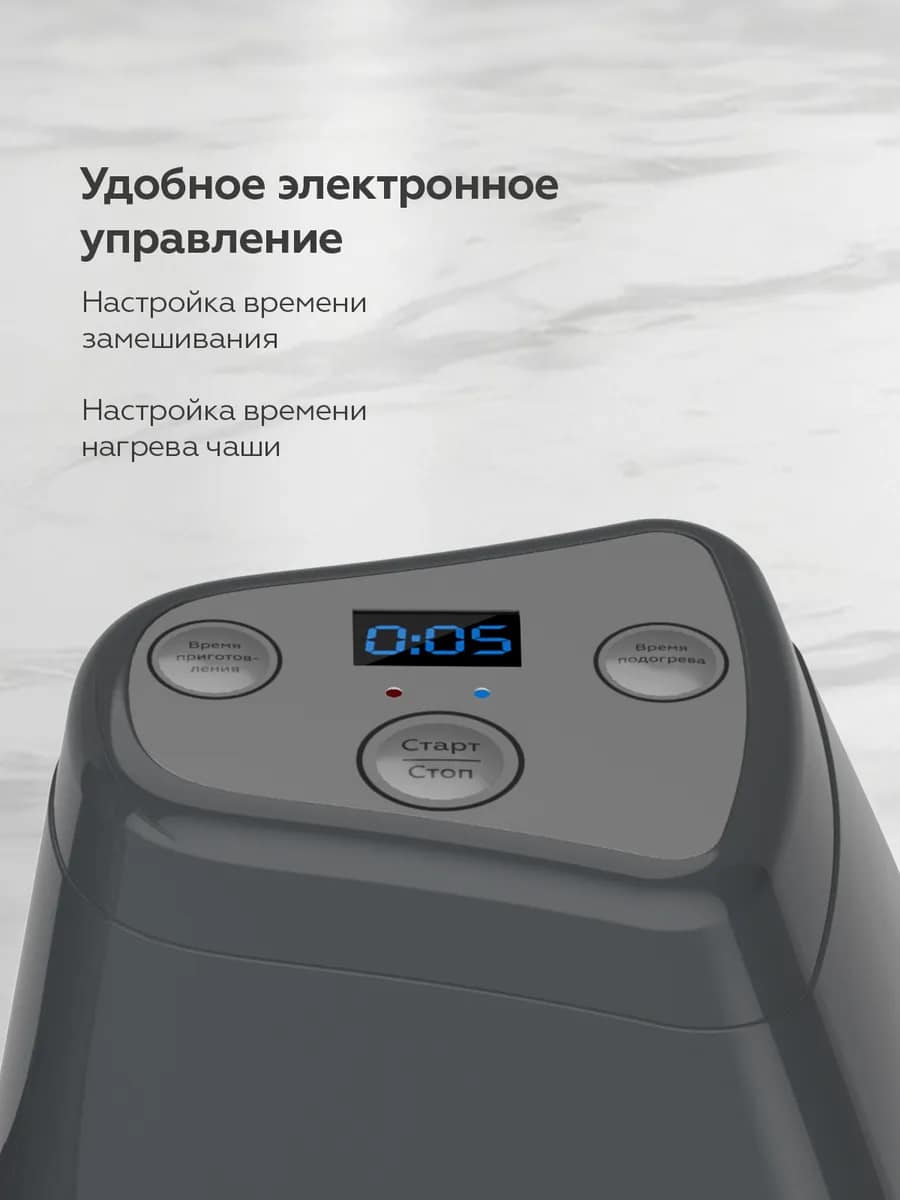 Удобное электронное
управление
Настройка времени
замешивания
Настройка времени
нагрева чаши
Время
приготов-
ления
0:05
Время
подогрева
Старт
Стоп